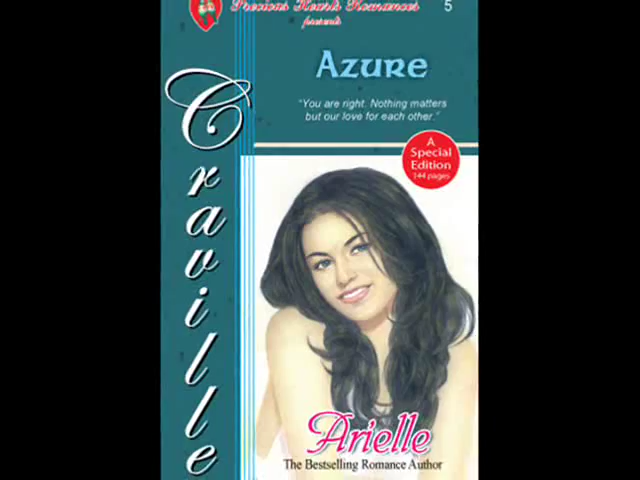 Precious Hearts Romances 5
presents
AZURE
"You are right. Nothing matters
but our love for each other."
A
Special
Edition
144 pages
Craville
Arielle
The Bestselling Romance Author